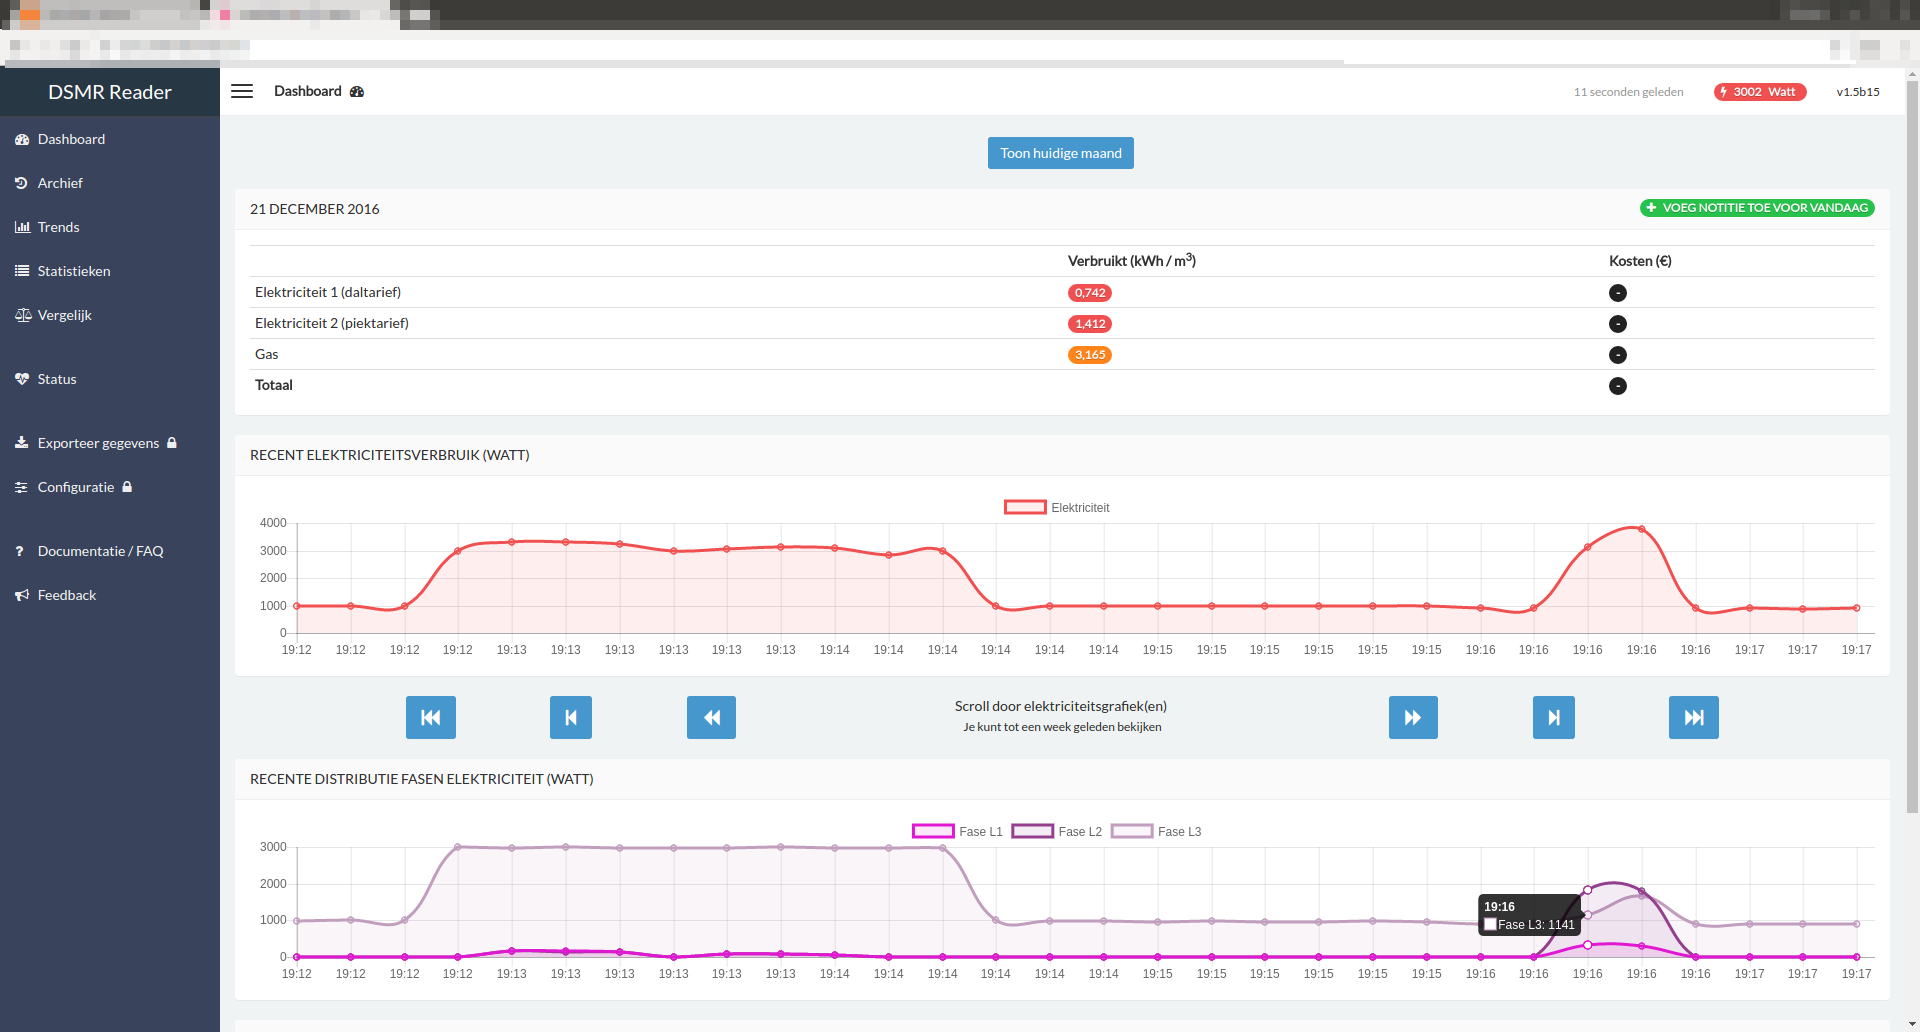 DSMR Reader
Dashboard
11 seconden geleden
3002 Watt
v1.5b15
Dashboard
Archief
Trends
Statistieken
Vergelijk
Status
Exporteer gegevens
Configuratie
? Documentatie / FAQ
Feedback
Toon huidige maand
21 DECEMBER 2016
+ VOEG NOTITIE TOE VOOR VANDAAG
Verbruikt (kWh / m³) Kosten (€)
Elektriciteit 1 (daltarief) 0,742 -
Elektriciteit 2 (piektarief) 1,412 -
Gas 3,165 -
Totaal -
RECENT ELEKTRICITEITSVERBRUIK (WATT)
Elektriciteit
4000
3000
2000
1000
0
19:12 19:12 19:12 19:12 19:13 19:13 19:13 19:13 19:13 19:13 19:14 19:14 19:14 19:14 19:14 19:14 19:15 19:15 19:15 19:15 19:15 19:15 19:16 19:16 19:16 19:16 19:16 19:17 19:17 19:17
Scroll door elektriciteitsgrafiek(en)
Je kunt tot een week geleden bekijken
RECENTE DISTRIBUTIE FASEN ELEKTRICITEIT (WATT)
Fase L1 Fase L2 Fase L3
3000
2000
1000
0
19:16
Fase L3: 1141
19:12 19:12 19:12 19:12 19:13 19:13 19:13 19:13 19:13 19:13 19:14 19:14 19:14 19:14 19:14 19:14 19:15 19:15 19:15 19:15 19:15 19:15 19:16 19:16 19:16 19:16 19:16 19:17 19:17 19:17